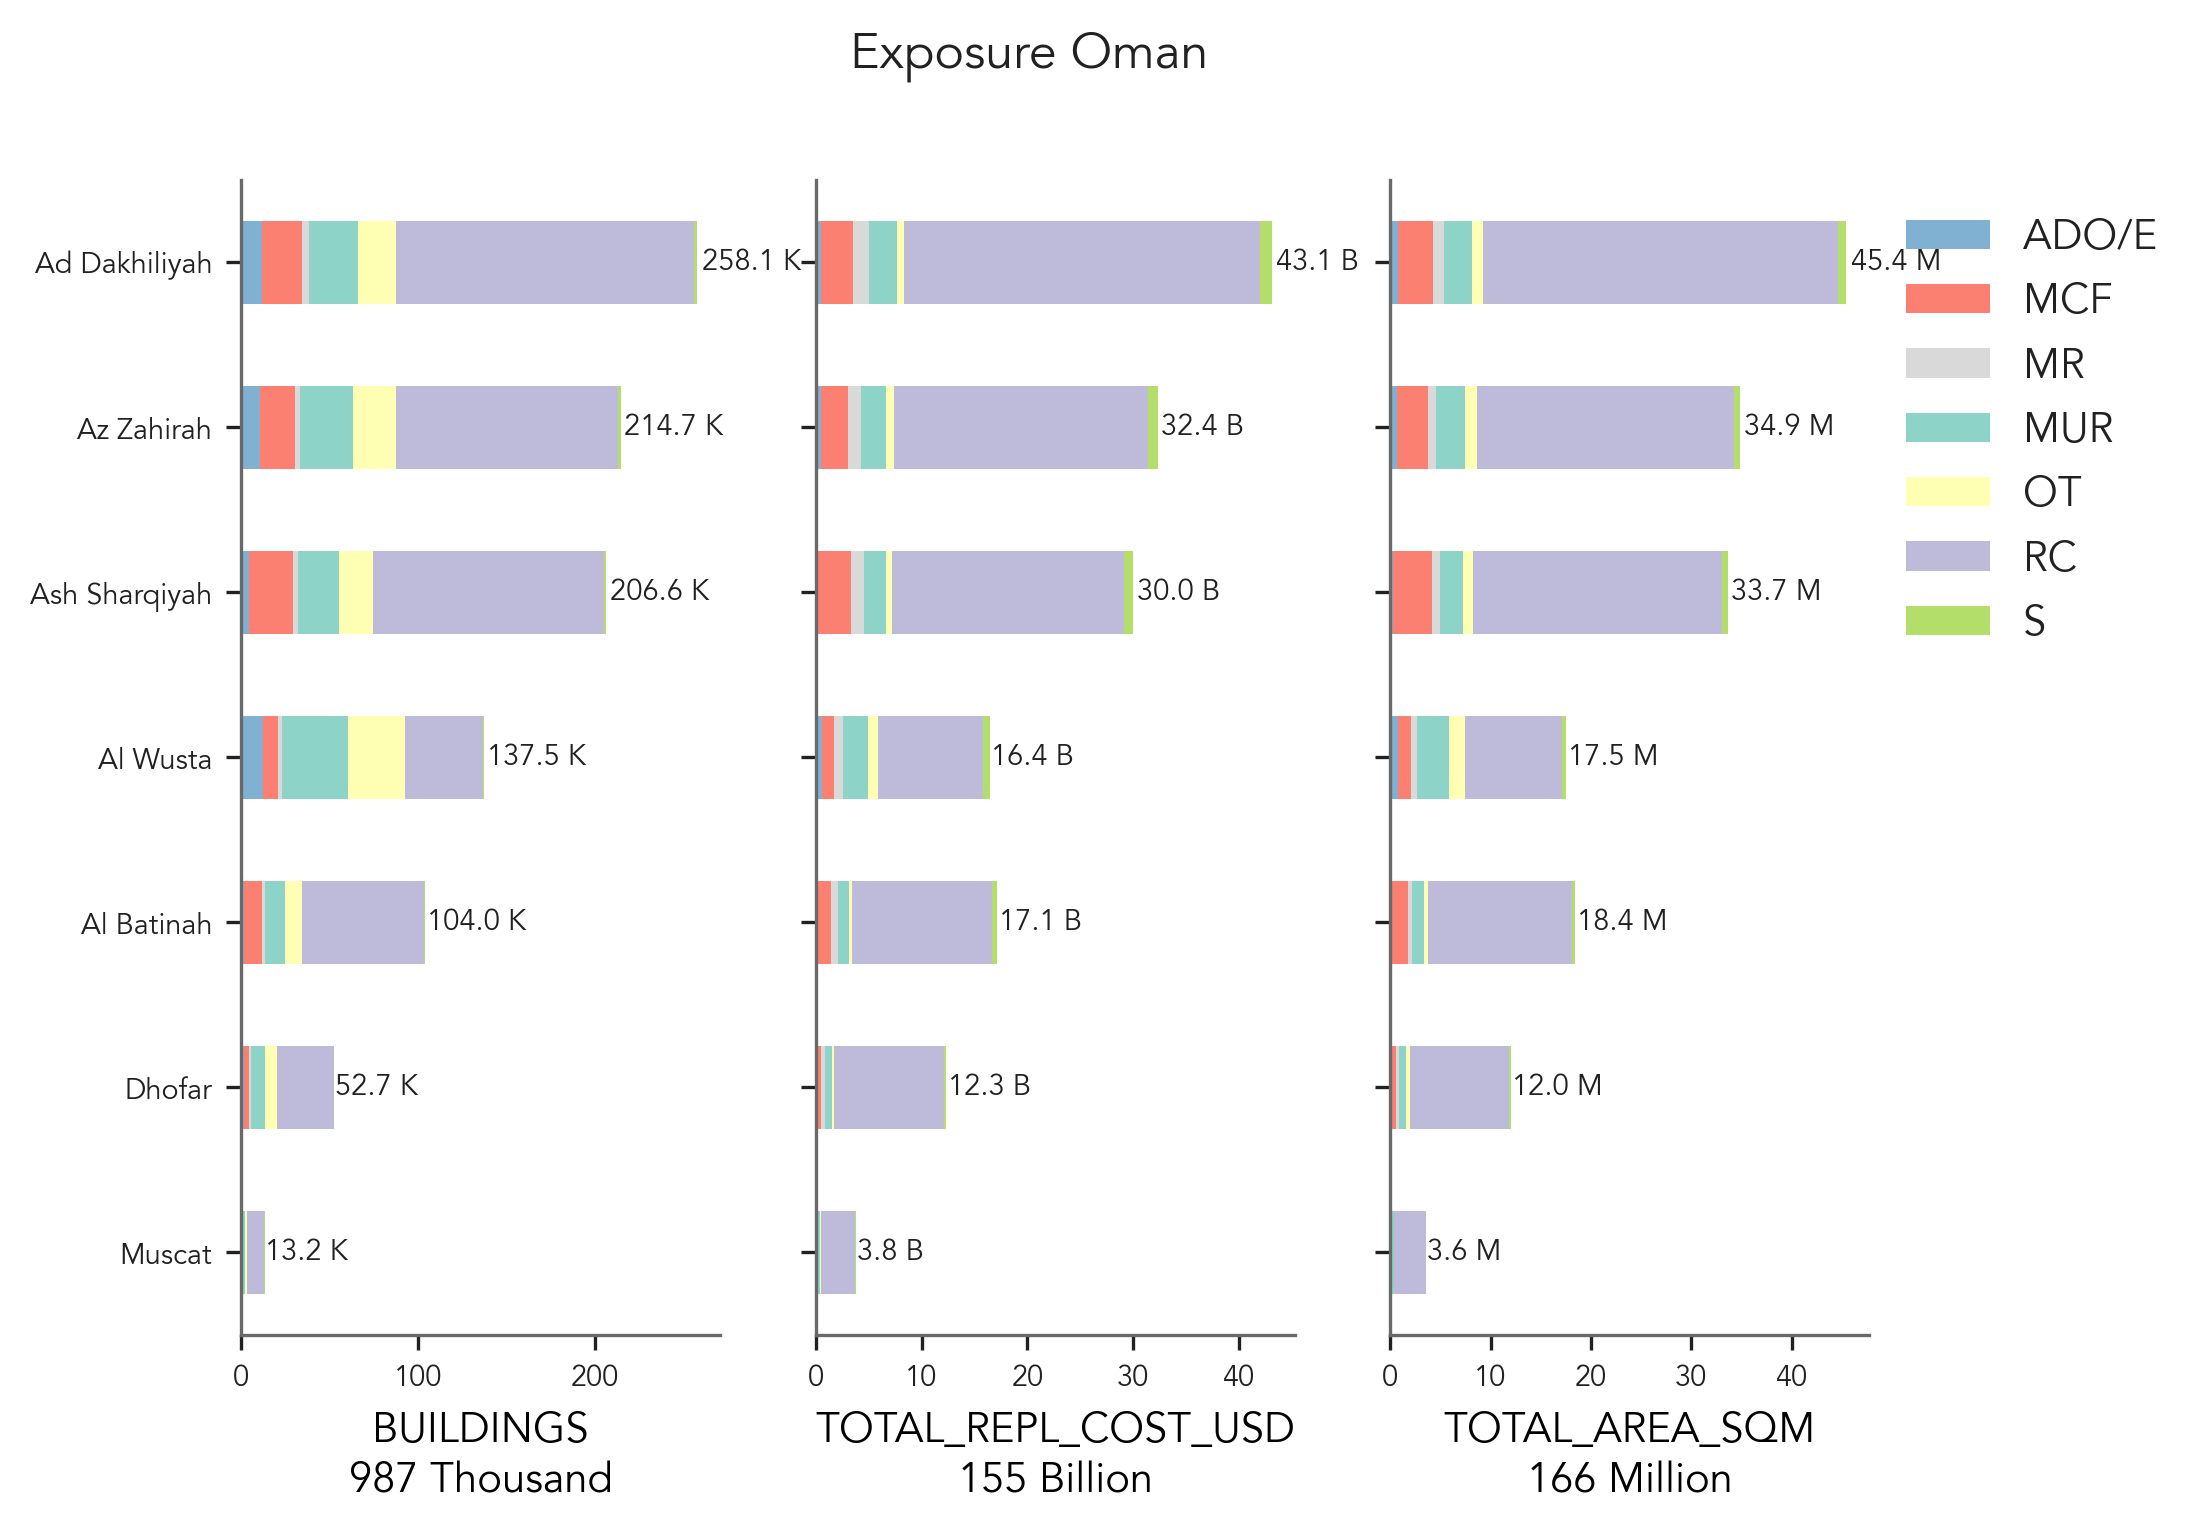 Exposure Oman
Ad Dakhiliyah
Az Zahirah
Ash Sharqiyah
Al Wusta
Al Batinah
Dhofar
Muscat
258.1 K
214.7 K
206.6 K
137.5 K
104.0 K
52.7 K
13.2 K
0 100 200
BUILDINGS
987 Thousand
43.1 B
32.4 B
30.0 B
16.4 B
17.1 B
12.3 B
3.8 B
0 10 20 30 40
TOTAL_REPL_COST_USD
155 Billion
45.4 M
34.9 M
33.7 M
17.5 M
18.4 M
12.0 M
3.6 M
0 10 20 30 40
TOTAL_AREA_SQM
166 Million
ADO/E
MCF
MR
MUR
OT
RC
S